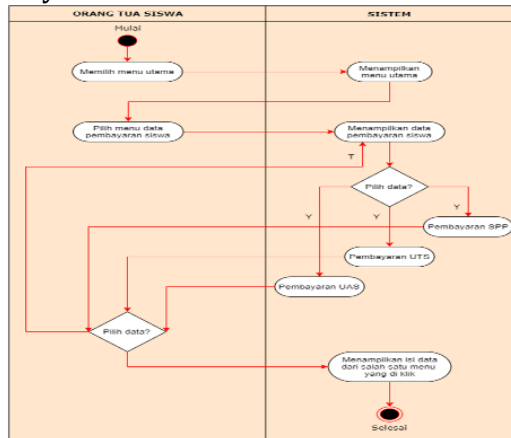 ORANG TUA SISWA
SISTEM
Mulai
Memilih menu utama
Menampilkan
menu utama
Pilih menu data
pembayaran siswa
Menampilkan data
pembayaran siswa
T
Pilih data?
Y
Y
Y
Pembayaran SPP
Pembayaran UTS
Pembayaran UAS
Pilih data?
Menampilkan isi data
dari salah satu menu
yang di klik
Selesai